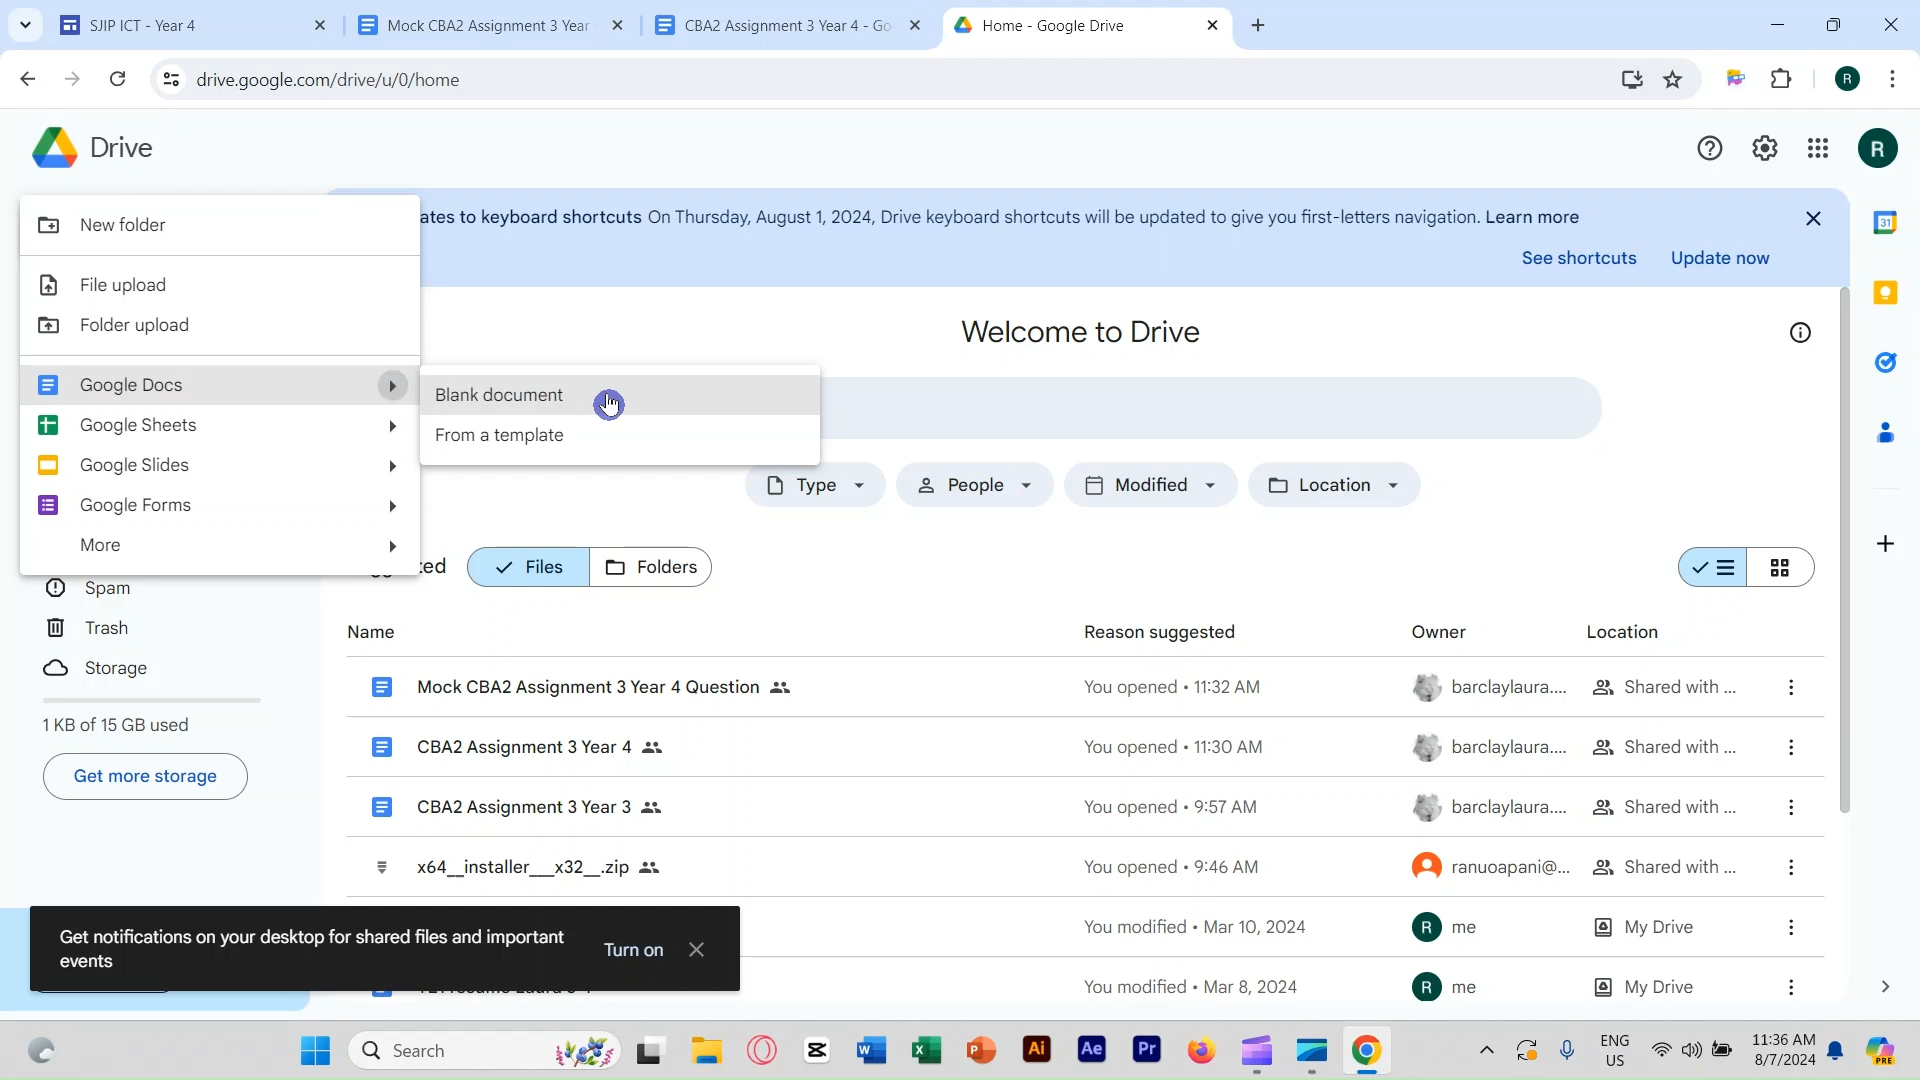 SJIP ICT - Year 4
Mock CBA2 Assignment 3 Year
CBA2 Assignment 3 Year 4 - Go
Home - Google Drive
drive.google.com/drive/u/0/home
R
Drive
R
New folder
File upload
Folder upload
Google Docs
Google Sheets
Google Slides
Google Forms
More
Blank document
From a template
ates to keyboard shortcuts On Thursday, August 1, 2024, Drive keyboard shortcuts will be updated to give you first-letters navigation. Learn more
See shortcuts Update now
31
Welcome to Drive
Type People Modified Location
ed Files Folders
Spam
Trash
Storage
1 KB of 15 GB used
Get more storage
Name Reason suggested Owner Location
Mock CBA2 Assignment 3 Year 4 Question You opened • 11:32 AM barclaylaura.... Shared with ...
CBA2 Assignment 3 Year 4 You opened • 11:30 AM barclaylaura.... Shared with ...
CBA2 Assignment 3 Year 3 You opened • 9:57 AM barclaylaura.... Shared with ...
x64__installer___x32__.zip You opened • 9:46 AM ranuoapani@... Shared with ...
You modified • Mar 10, 2024 R me My Drive
You modified • Mar 8, 2024 R me My Drive
Get notifications on your desktop for shared files and important
events
Turn on
Search
Ai Ae Pr
ENG
US
11:36 AM
8/7/2024
PRE